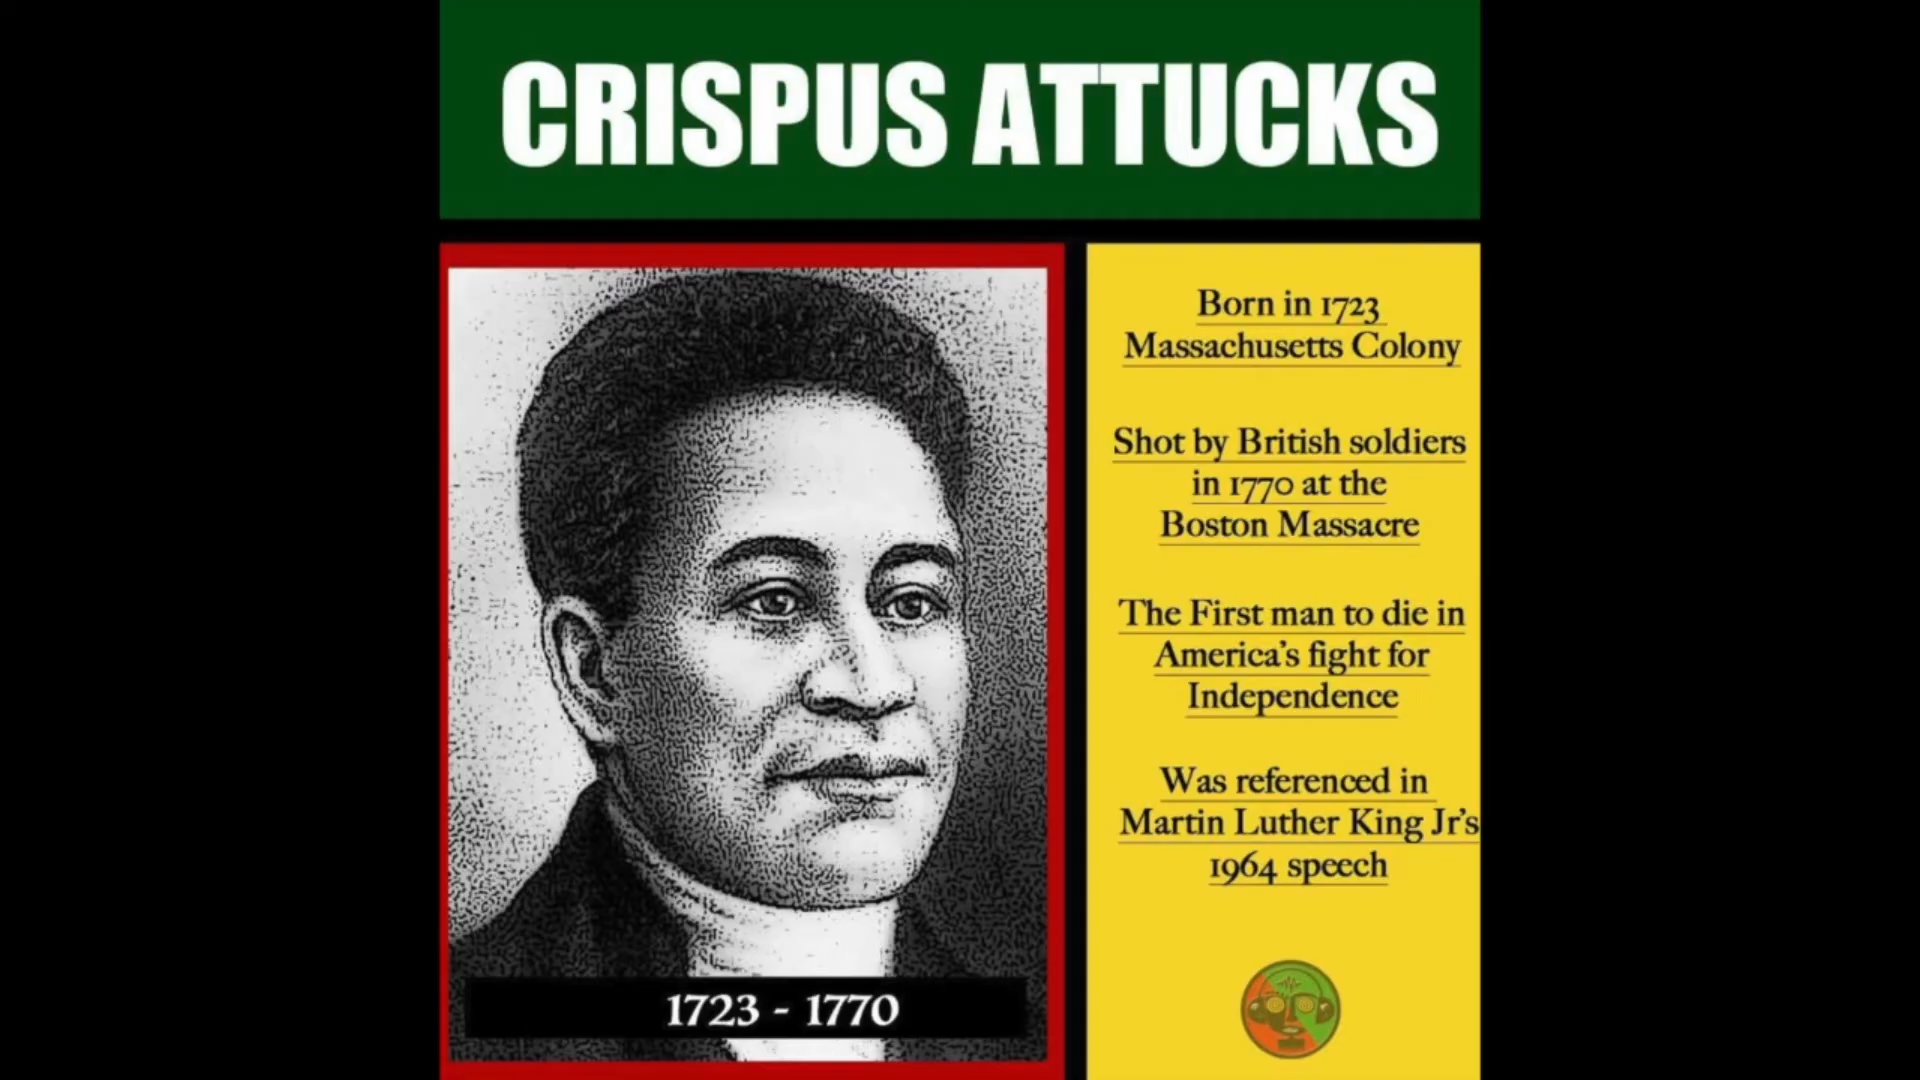 CRISPUS ATTUCKS
1723 - 1770
Born in 1723
Massachusetts Colony
Shot by British soldiers
in 1770 at the
Boston Massacre
The First man to die in
America's fight for
Independence
Was referenced in
Martin Luther King Jr's
1964 speech